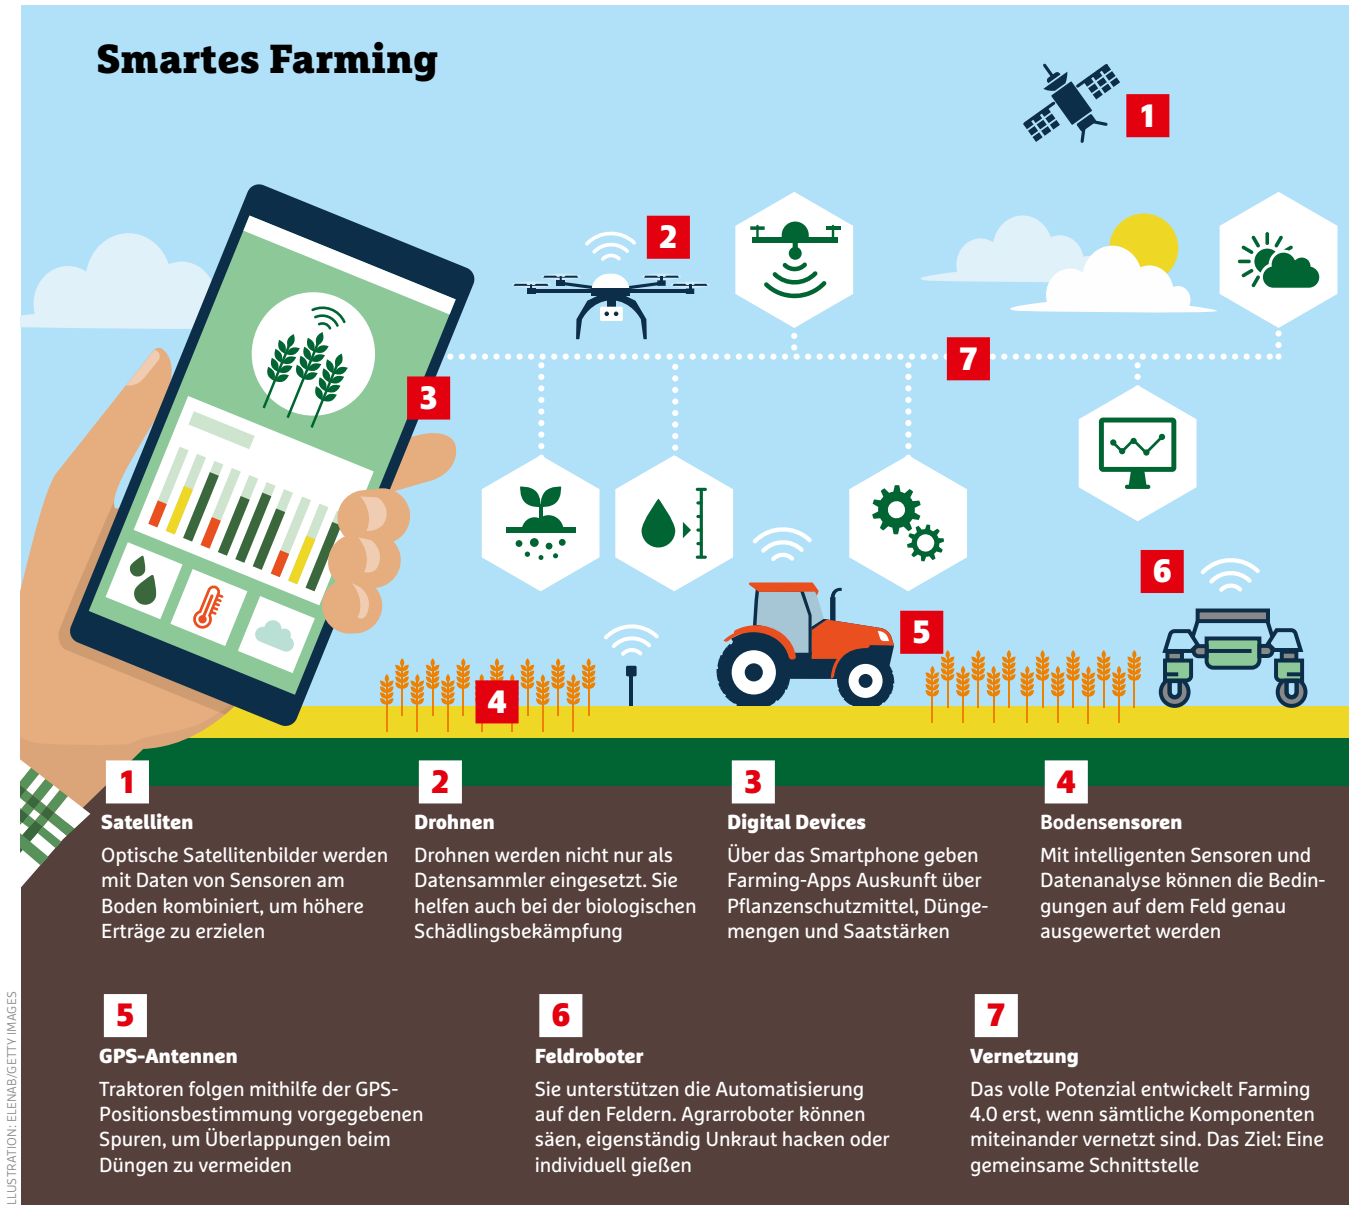 Smartes Farming
1
2
3
7
6
5
4
1
Satelliten
Optische Satellitenbilder werden
mit Daten von Sensoren am
Boden kombiniert, um höhere
Erträge zu erzielen
2
Drohnen
Drohnen werden nicht nur als
Datensammler eingesetzt. Sie
helfen auch bei der biologischen
Schädlingsbekämpfung
3
Digital Devices
Über das Smartphone geben
Farming-Apps Auskunft über
Pflanzenschutzmittel, Dünge-
mengen und Saatstärken
4
Bodensensoren
Mit intelligenten Sensoren und
Datenanalyse können die Bedin-
gungen auf dem Feld genau
ausgewertet werden
5
GPS-Antennen
Traktoren folgen mithilfe der GPS-
Positionsbestimmung vorgegebenen
Spuren, um Überlappungen beim
Düngen zu vermeiden
6
Feldroboter
Sie unterstützen die Automatisierung
auf den Feldern. Agrarroboter können
säen, eigenständig Unkraut hacken oder
individuell gießen
7
Vernetzung
Das volle Potenzial entwickelt Farming
4.0 erst, wenn sämtliche Komponenten
miteinander vernetzt sind. Das Ziel: Eine
gemeinsame Schnittstelle
LLUSTRATION: ELENAB/GETTY IMAGES